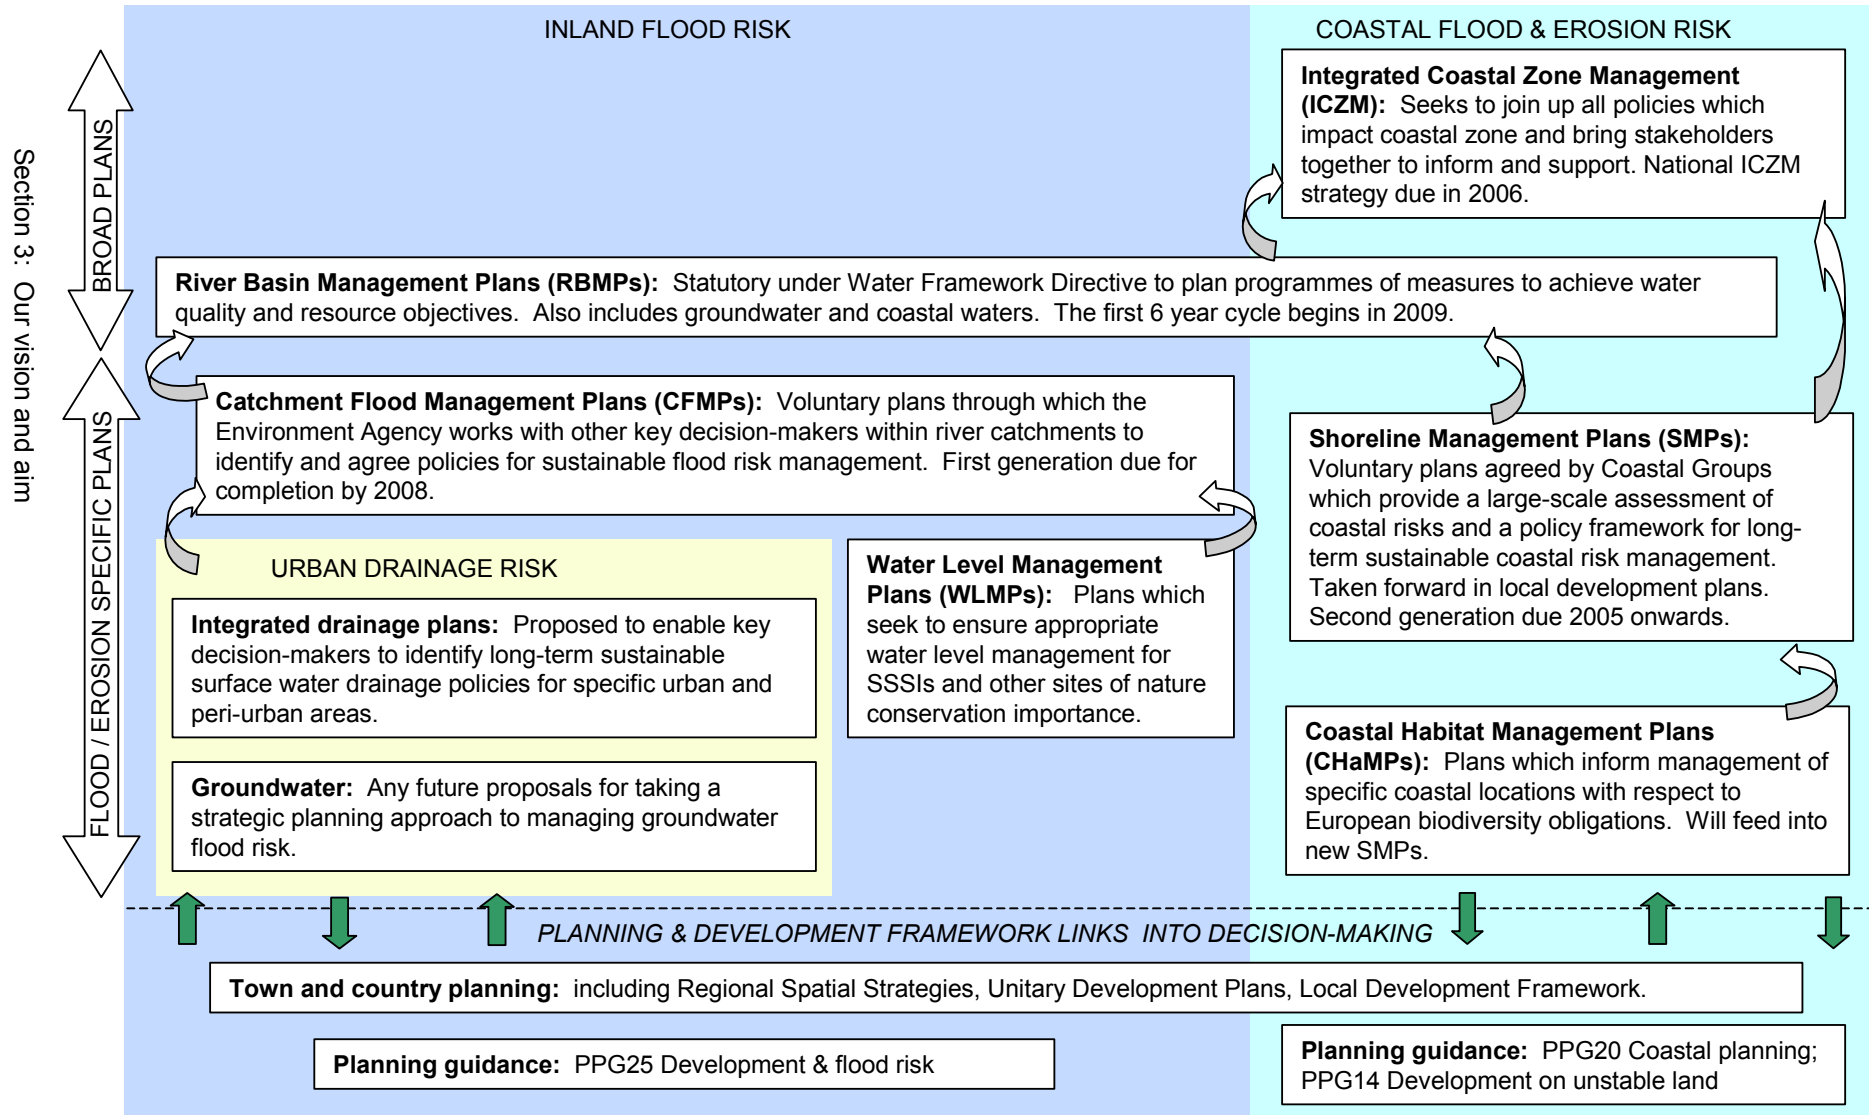 Section 3: Our vision and aim
BROAD PLANS
FLOOD / EROSION SPECIFIC PLANS
INLAND FLOOD RISK
COASTAL FLOOD & EROSION RISK
Integrated Coastal Zone Management
(ICZM): Seeks to join up all policies which
impact coastal zone and bring stakeholders
together to inform and support. National ICZM
strategy due in 2006.
River Basin Management Plans (RBMPs): Statutory under Water Framework Directive to plan programmes of measures to achieve water
quality and resource objectives. Also includes groundwater and coastal waters. The first 6 year cycle begins in 2009.
Catchment Flood Management Plans (CFMPs): Voluntary plans through which the
Environment Agency works with other key decision-makers within river catchments to
identify and agree policies for sustainable flood risk management. First generation due for
completion by 2008.
Shoreline Management Plans (SMPs):
Voluntary plans agreed by Coastal Groups
which provide a large-scale assessment of
coastal risks and a policy framework for long-
term sustainable coastal risk management.
Taken forward in local development plans.
Second generation due 2005 onwards.
URBAN DRAINAGE RISK
Integrated drainage plans: Proposed to enable key
decision-makers to identify long-term sustainable
surface water drainage policies for specific urban and
peri-urban areas.
Groundwater: Any future proposals for taking a
strategic planning approach to managing groundwater
flood risk.
Water Level Management
Plans (WLMPs): Plans which
seek to ensure appropriate
water level management for
SSSIs and other sites of nature
conservation importance.
Coastal Habitat Management Plans
(CHaMPs): Plans which inform management of
specific coastal locations with respect to
European biodiversity obligations. Will feed into
new SMPs.
PLANNING & DEVELOPMENT FRAMEWORK LINKS INTO DECISION-MAKING
Town and country planning: including Regional Spatial Strategies, Unitary Development Plans, Local Development Framework.
Planning guidance: PPG25 Development & flood risk
Planning guidance: PPG20 Coastal planning;
PPG14 Development on unstable land